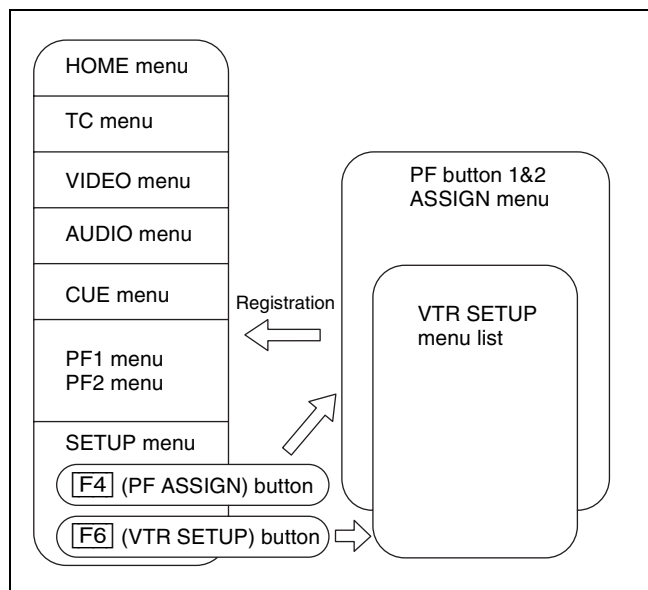 HOME menu
TC menu
VIDEO menu
AUDIO menu
CUE menu
PF1 menu
PF2 menu
SETUP menu
F4 (PF ASSIGN) button
F6 (VTR SETUP) button
Registration
PF button 1&2
ASSIGN menu
VTR SETUP
menu list